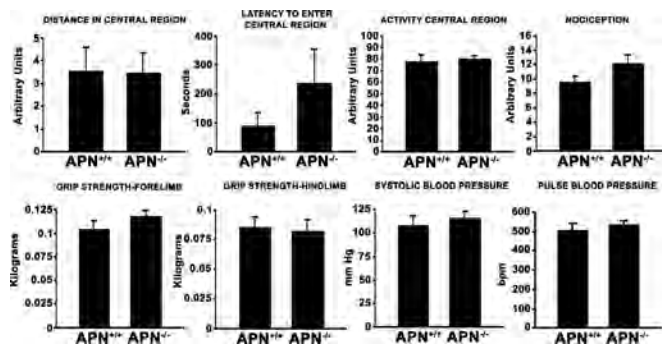 DISTANCE IN CENTRAL REGION
LATENCY TO ENTER
CENTRAL REGION
ACTIVITY CENTRAL REGION
NOCICEPTION
Arbitrary Units
5
4
3
2
1
0
APN+/+ APN-/-
Seconds
400
300
200
100
0
APN+/+ APN-/-
Arbitrary Units
100
90
80
70
60
50
40
30
20
10
0
APN+/+ APN-/-
Arbitrary Units
16
14
12
10
8
6
4
2
0
APN+/+ APN-/-
GRIP STRENGTH-FORELIMB
GRIP STRENGTH-HINDLIMB
SYSTOLIC BLOOD PRESSURE
PULSE BLOOD PRESSURE
Kilograms
0.125
0.1
0.075
0.05
0.025
0
APN+/+ APN-/-
Kilograms
0.1
0.075
0.05
0.025
0
APN+/+ APN-/-
mm Hg
125
100
75
50
25
0
APN+/+ APN-/-
bpm
600
500
400
300
200
100
0
APN+/+ APN-/-